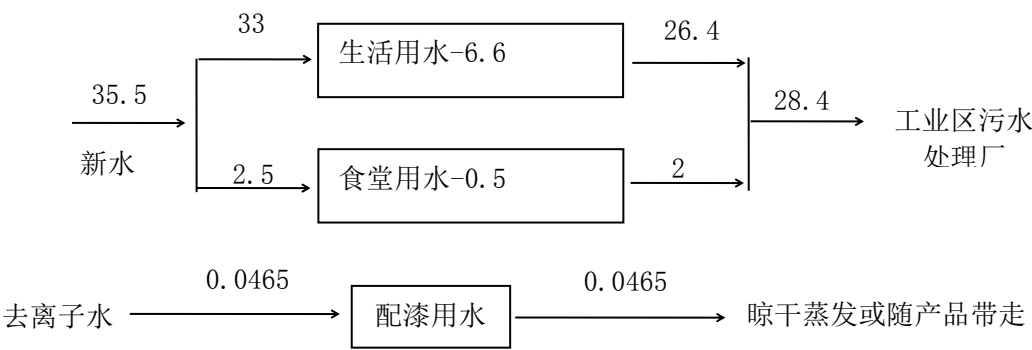 33
生活用水-6.6
26.4
35.5
28.4
新水
工业区污水
处理厂
2.5
食堂用水-0.5
2
0.0465
0.0465
去离子水
配漆用水
晾干蒸发或随产品带走